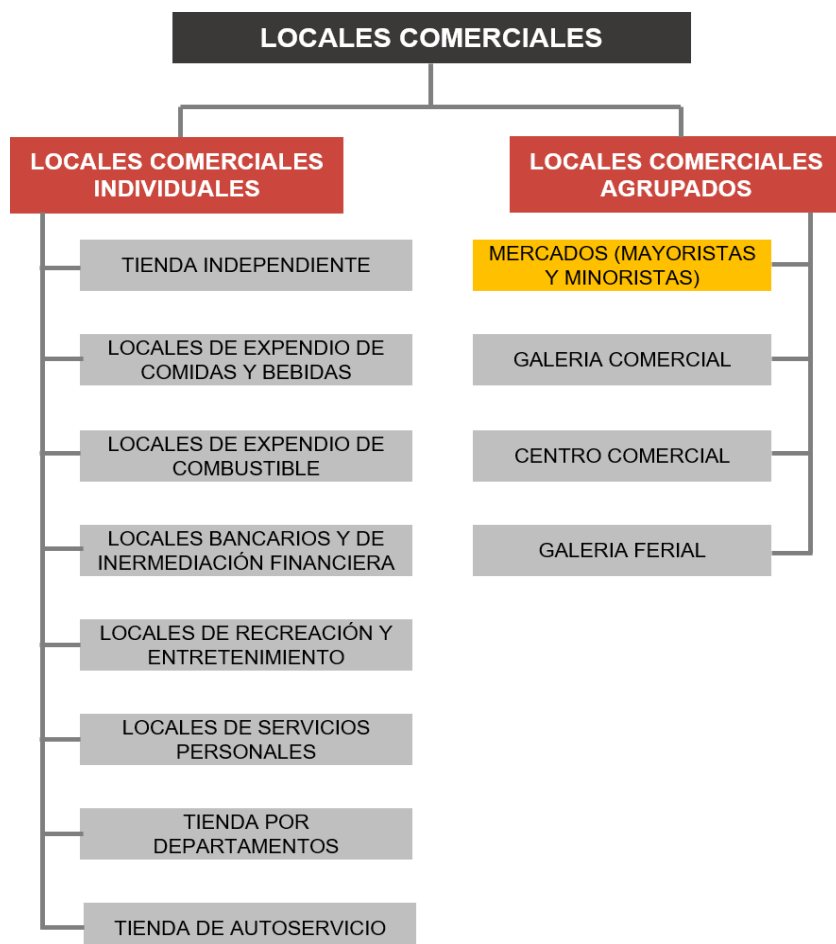 LOCALES COMERCIALES
LOCALES COMERCIALES
INDIVIDUALES
TIENDA INDEPENDIENTE
LOCALES DE EXPENDIO DE
COMIDAS Y BEBIDAS
LOCALES DE EXPENDIO DE
COMBUSTIBLE
LOCALES BANCARIOS Y DE
INERMEDIACIÓN FINANCIERA
LOCALES DE RECREACIÓN Y
ENTRETENIMIENTO
LOCALES DE SERVICIOS
PERSONALES
TIENDA POR
DEPARTAMENTOS
TIENDA DE AUTOSERVICIO
LOCALES COMERCIALES
AGRUPADOS
MERCADOS (MAYORISTAS
Y MINORISTAS)
GALERIA COMERCIAL
CENTRO COMERCIAL
GALERIA FERIAL